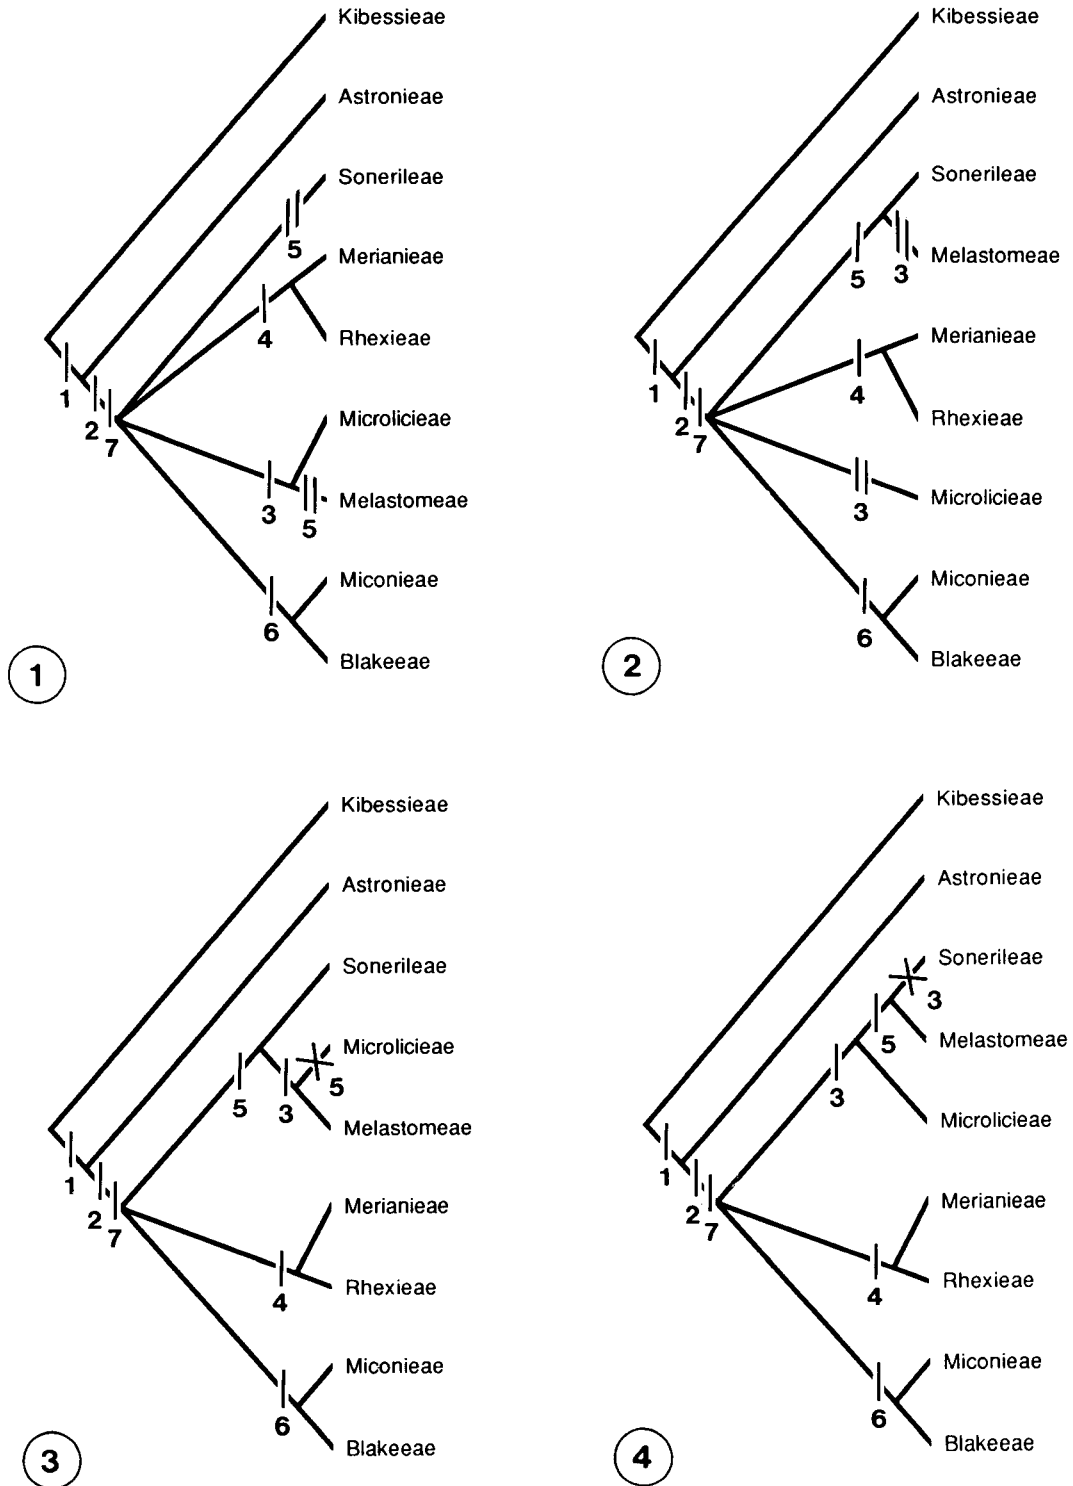 Kibessieae
Astronieae
Sonerileae
5
Merianieae
4
Rhexieae
1
2
7
Microlicieae
3
5
Melastomeae
Miconieae
6
Blakeeae
1
Kibessieae
Astronieae
Sonerileae
5
3
Melastomeae
Merianieae
1
4
2
7
Rhexieae
Microlicieae
3
Miconieae
6
Blakeeae
2
Kibessieae
Astronieae
Sonerileae
Microlicieae
5
5
3
Melastomeae
1
2
7
Merianieae
4
Rhexieae
Miconieae
6
Blakeeae
3
Kibessieae
Astronieae
Sonerileae
3
5
Melastomeae
3
Microlicieae
1
2
7
Merianieae
4
Rhexieae
Miconieae
6
Blakeeae
4